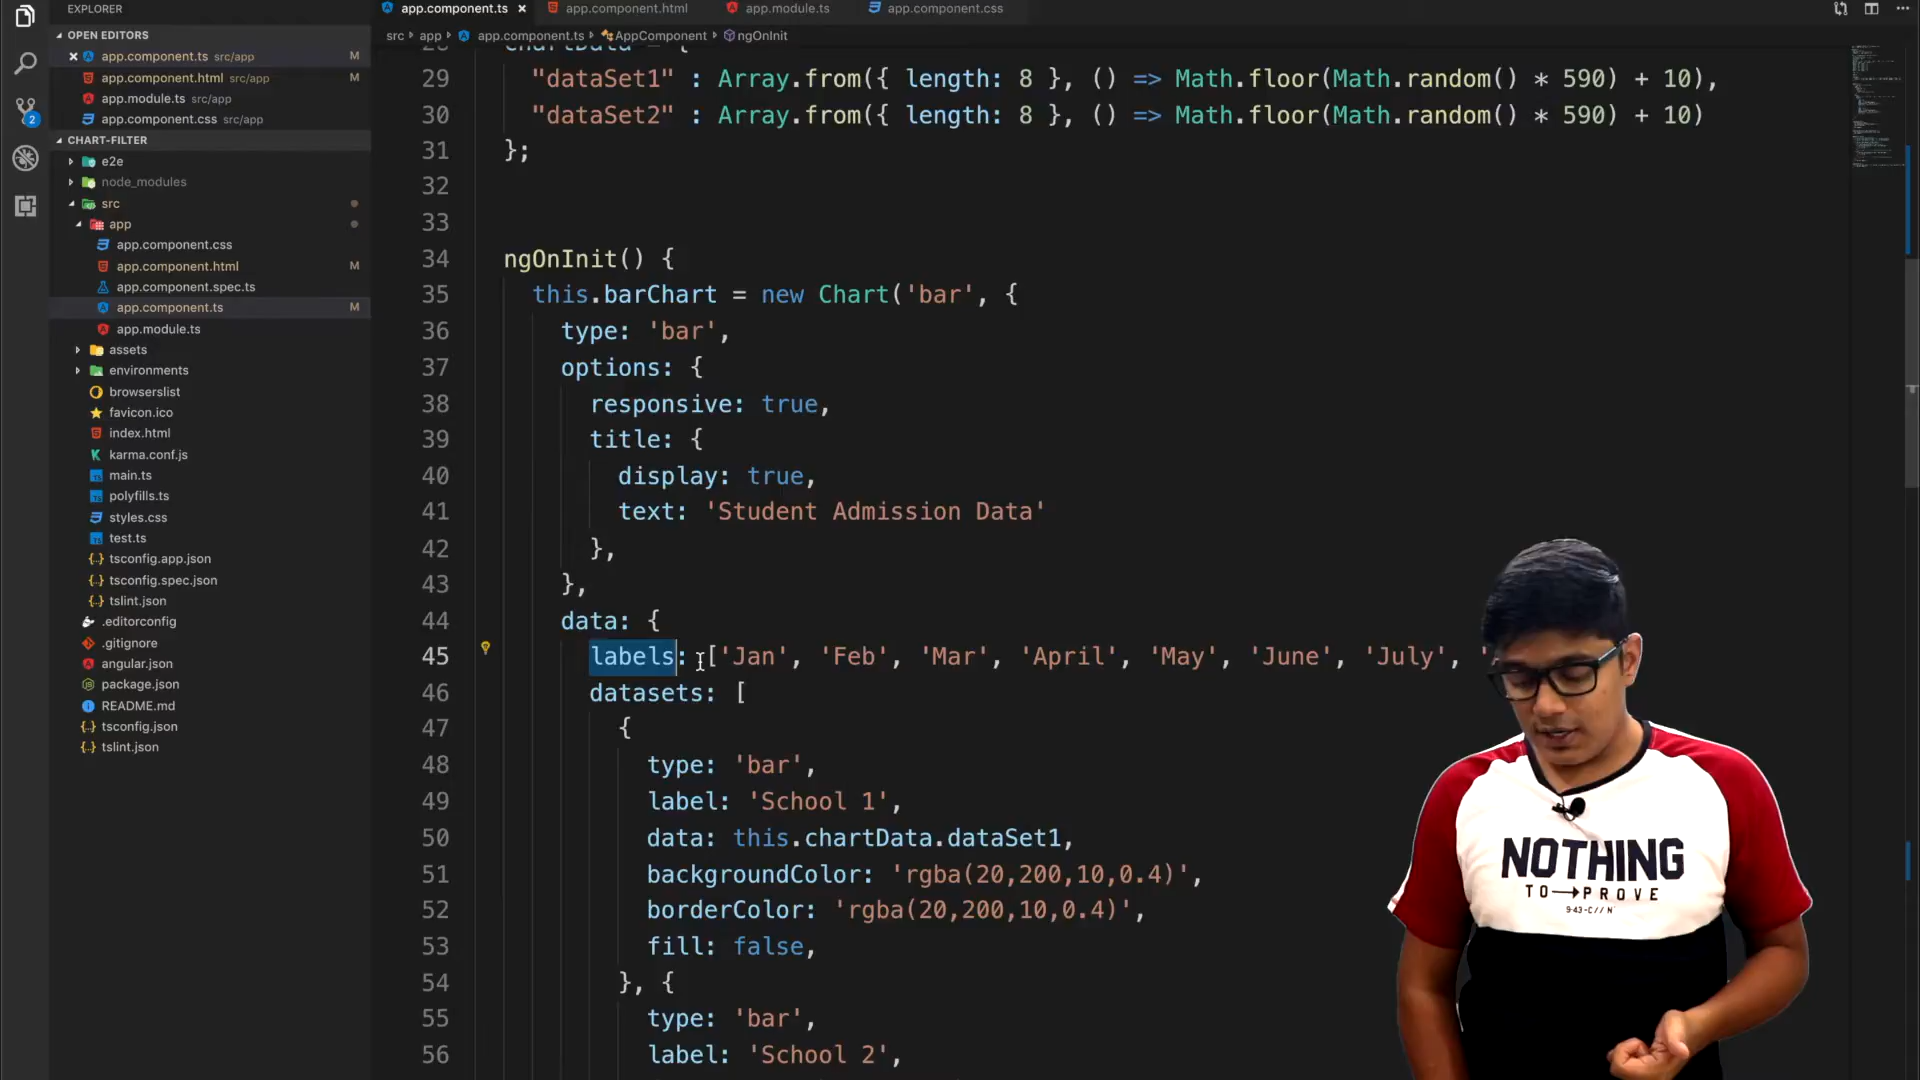 EXPLORER
OPEN EDITORS
app.component.ts src/app M
app.component.html src/app M
app.module.ts src/app
app.component.css src/app
2
CHART-FILTER
e2e
node_modules
src
app
app.component.css
app.component.html M
app.component.spec.ts
app.component.ts M
app.module.ts
assets
environments
browserslist
favicon.ico
index.html
karma.conf.js
main.ts
polyfills.ts
styles.css
test.ts
tsconfig.app.json
tsconfig.spec.json
tslint.json
.editorconfig
.gitignore
angular.json
package.json
README.md
tsconfig.json
tslint.json
app.component.ts app.component.html app.module.ts app.component.css
src › app › app.component.ts › AppComponent › ngOnInit
28 chartData = {
29 "dataSet1" : Array.from({ length: 8 }, () => Math.floor(Math.random() * 590) + 10),
30 "dataSet2" : Array.from({ length: 8 }, () => Math.floor(Math.random() * 590) + 10)
31 };
32
33
34 ngOnInit() {
35 this.barChart = new Chart('bar', {
36 type: 'bar',
37 options: {
38 responsive: true,
39 title: {
40 display: true,
41 text: 'Student Admission Data'
42 },
43 },
44 data: {
45 labels: ['Jan', 'Feb', 'Mar', 'April', 'May', 'June', 'July', '
46 datasets: [
47 {
48 type: 'bar',
49 label: 'School 1',
50 data: this.chartData.dataSet1,
51 backgroundColor: 'rgba(20,200,10,0.4)',
52 borderColor: 'rgba(20,200,10,0.4)',
53 fill: false,
54 }, {
55 type: 'bar',
56 label: 'School 2',
NOTHING
TO→PROVE
9-43-C// N